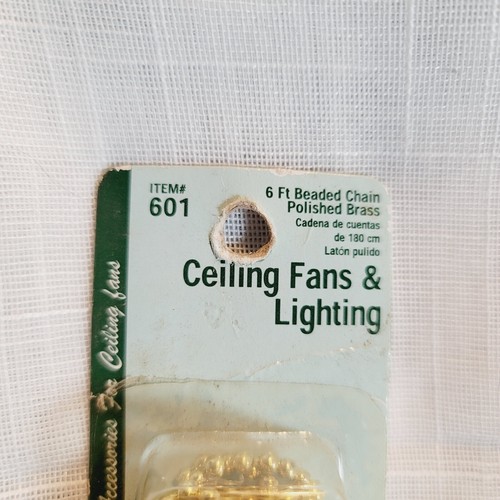 ITEM#
601
6 Ft Beaded Chain
Polished Brass
Cadena de cuentas
de 180 cm
Latón pulido
Ceiling Fans &
Lighting
Accessories For Ceiling fans